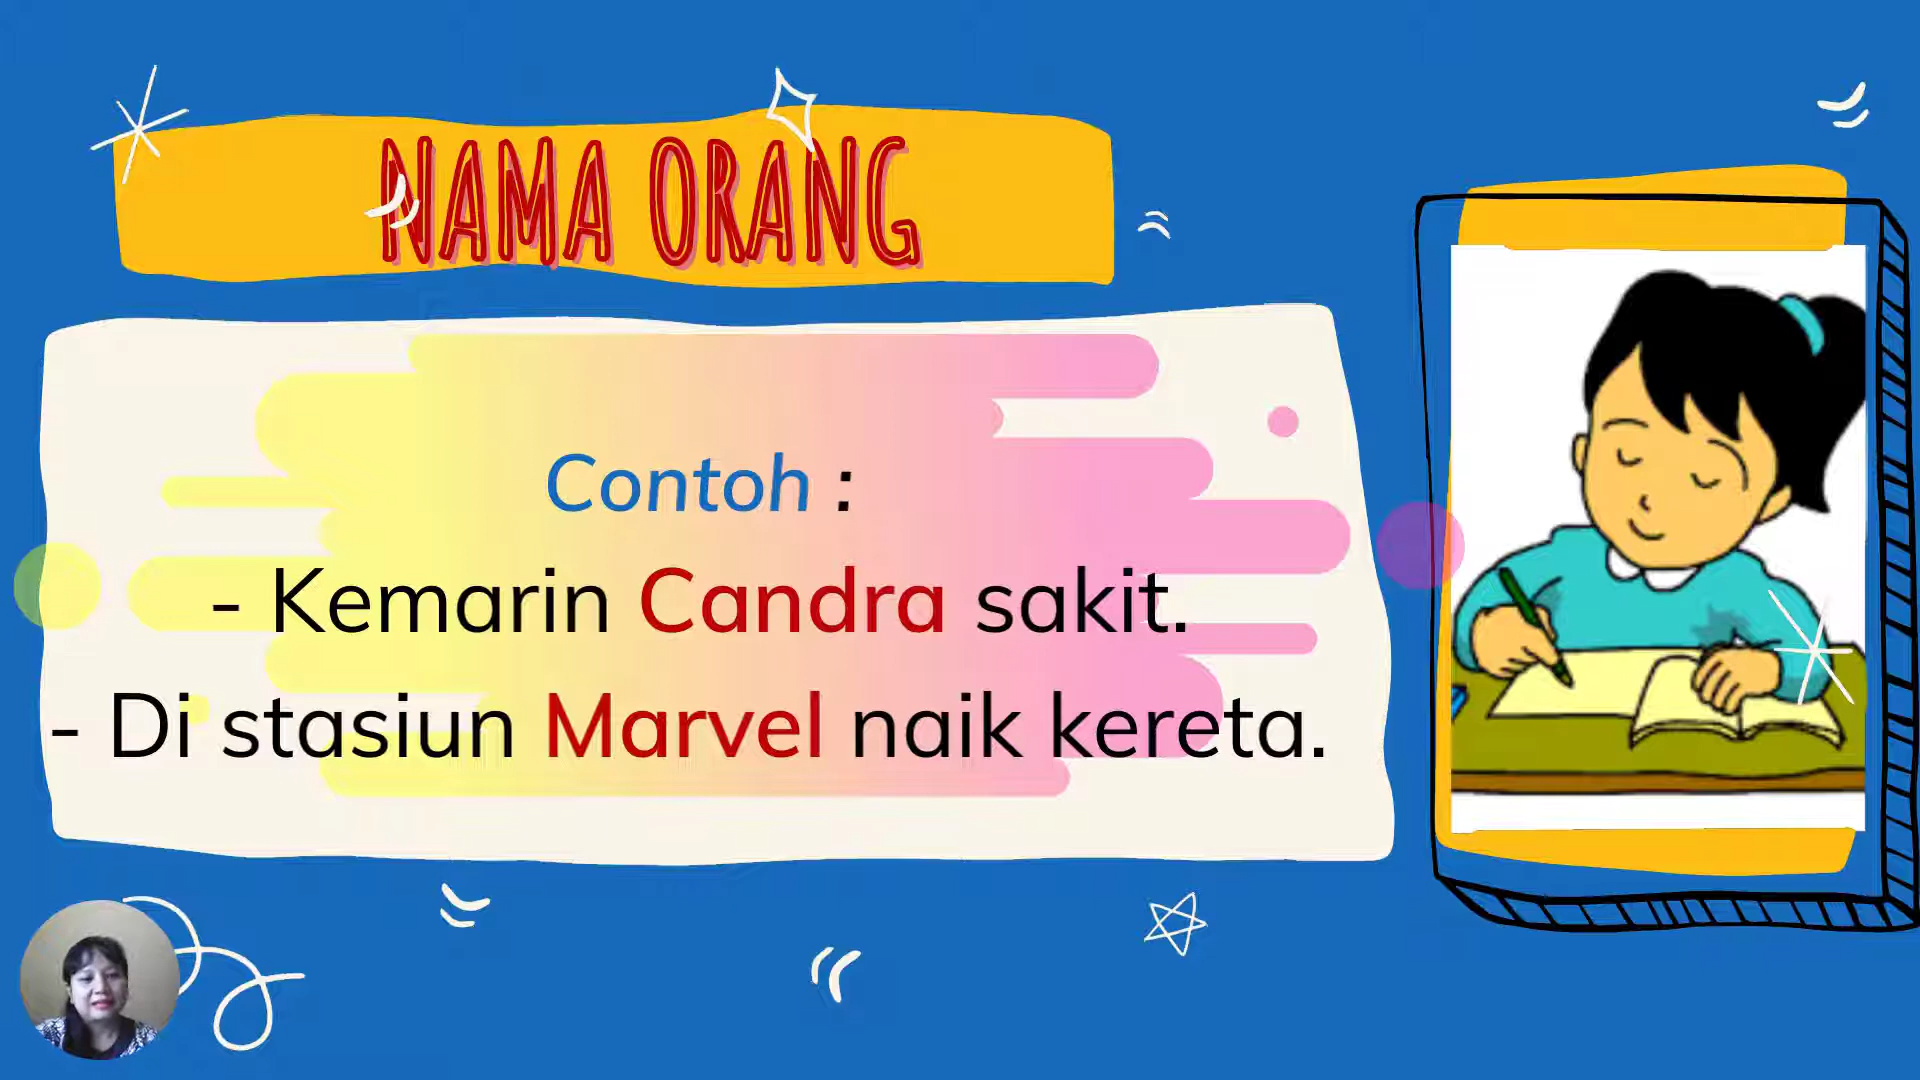 NAMA ORANG
Contoh :
- Kemarin Candra sakit.
- Di stasiun Marvel naik kereta.